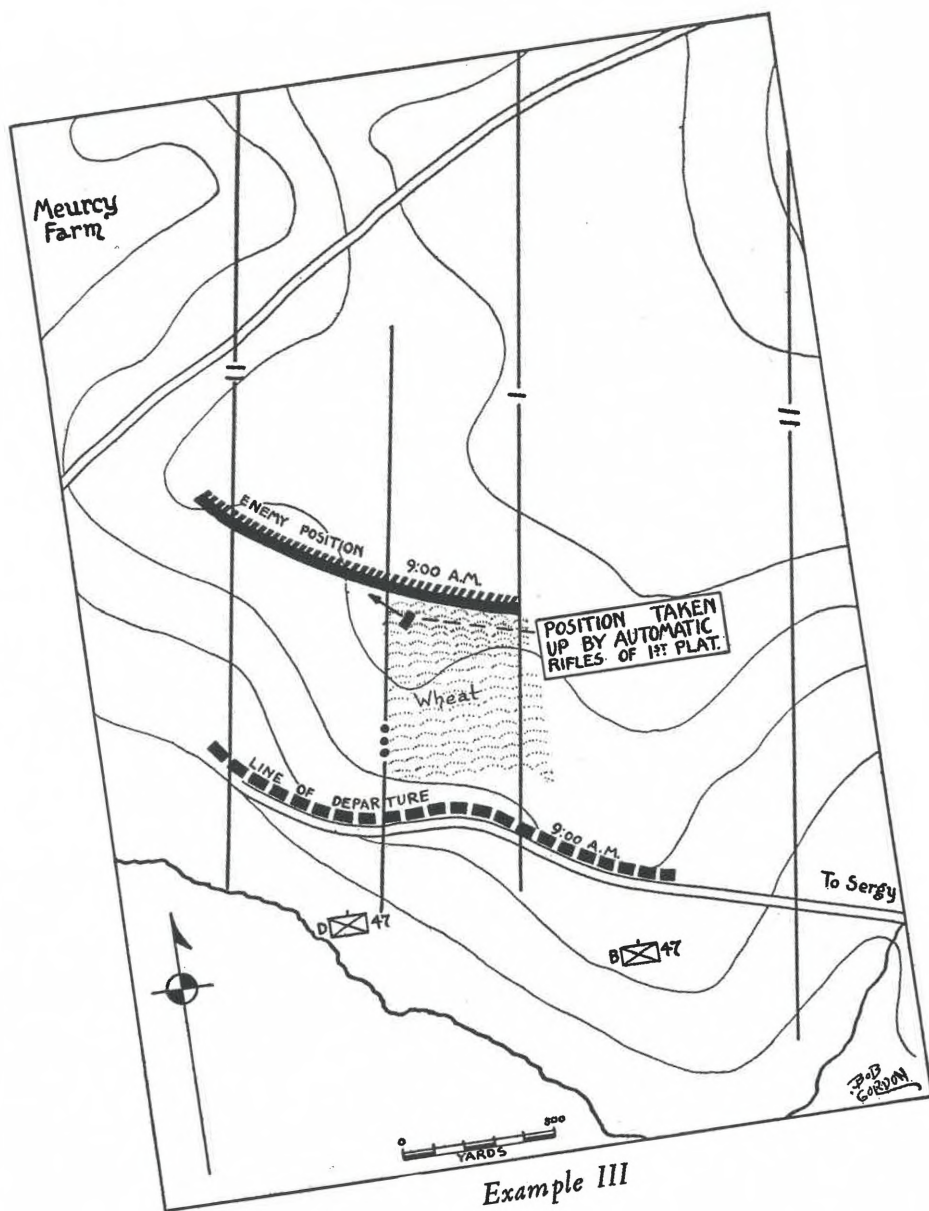 Meurcy
Farm
ENEMY POSITION
9:00 A.M.
POSITION TAKEN
UP BY AUTOMATIC
RIFLES OF 1ST PLAT.
Wheat
LINE OF DEPARTURE
9:00 A.M.
To Sergy
D 47
B 47
BOB
GORDON
0 500
YARDS
Example III